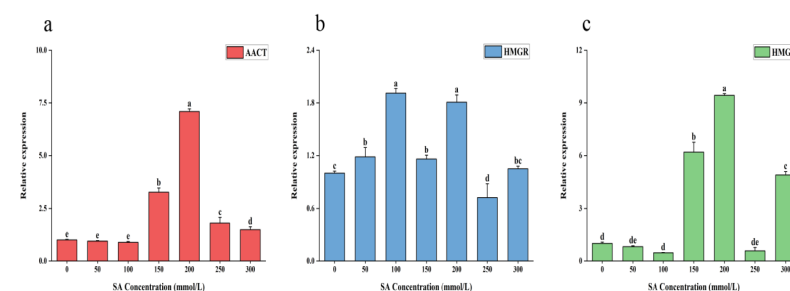 a
AACT
10.0
7.5
5.0
2.5
0.0
Relative expression
e e e b a c d
0 50 100 150 200 250 300
SA Concentration (mmol/L)
b
HMGR
2.4
1.8
1.2
0.6
0.0
Relative expression
c b a b a d bc
0 50 100 150 200 250 300
SA Concentration (mmol/L)
c
HMG
12
9
6
3
0
Relative expression
d de d b a de c
0 50 100 150 200 250 300
SA Concentration (mmol/L)